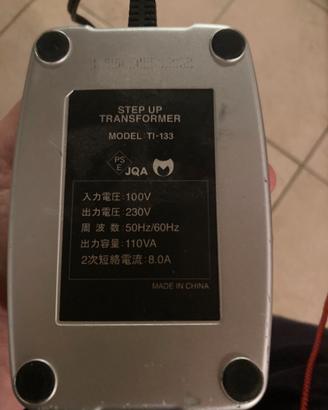 STEP UP
TRANSFORMER
MODEL TI-133
PS
E
JQA
入力電圧:100V
出力電圧:230V
周波数:50Hz/60Hz
出力容量:110VA
2次短絡電流:8.0A
MADE IN CHINA